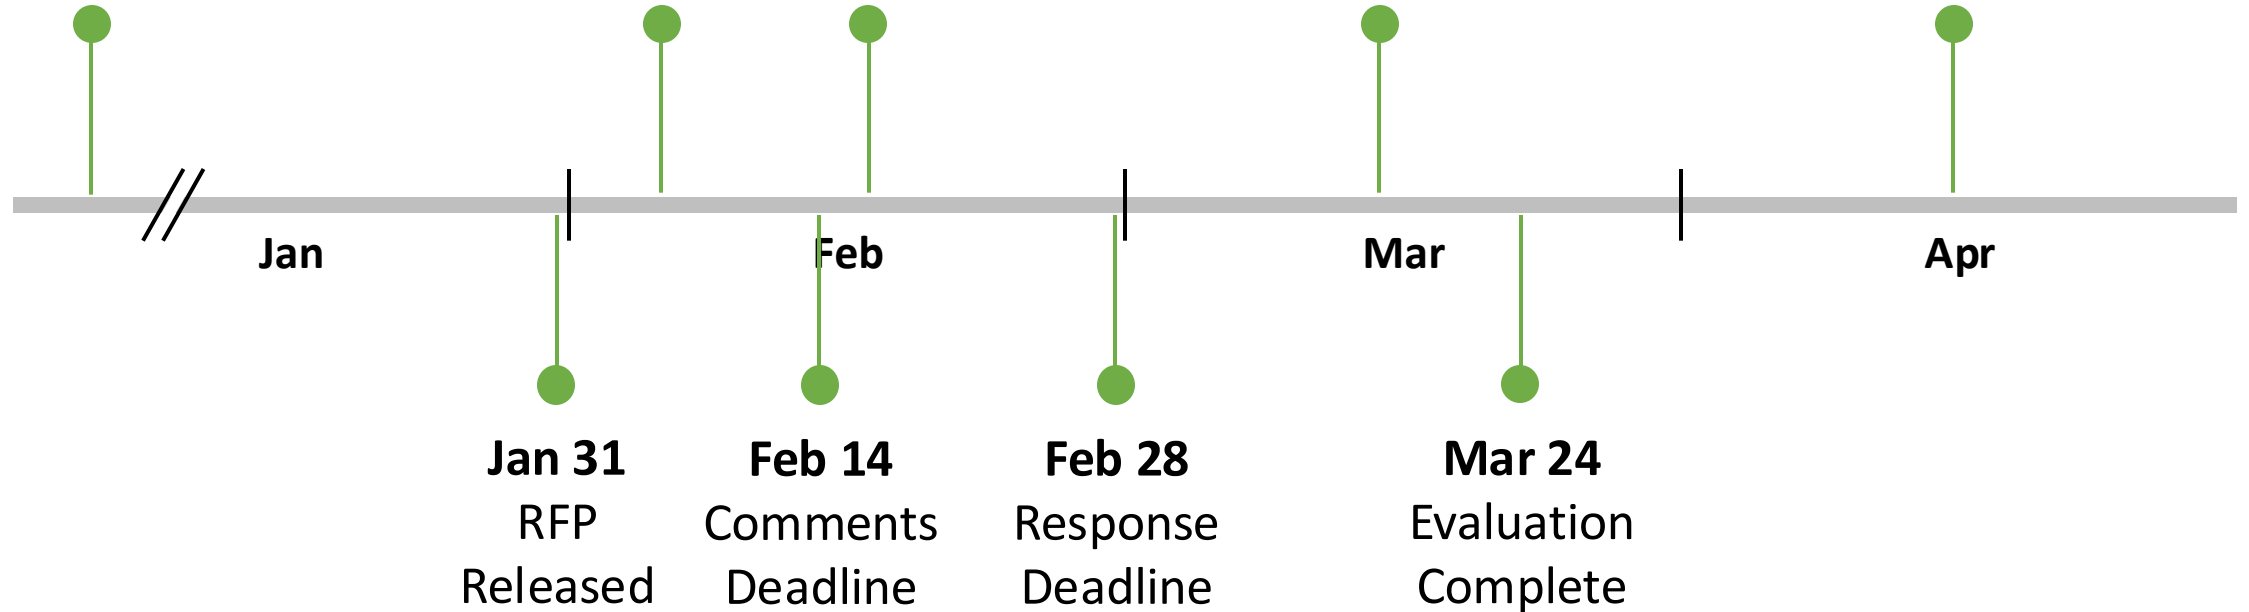 Jan
Feb
Mar
Apr
Jan 31
RFP
Released
Feb 14
Comments
Deadline
Feb 28
Response
Deadline
Mar 24
Evaluation
Complete